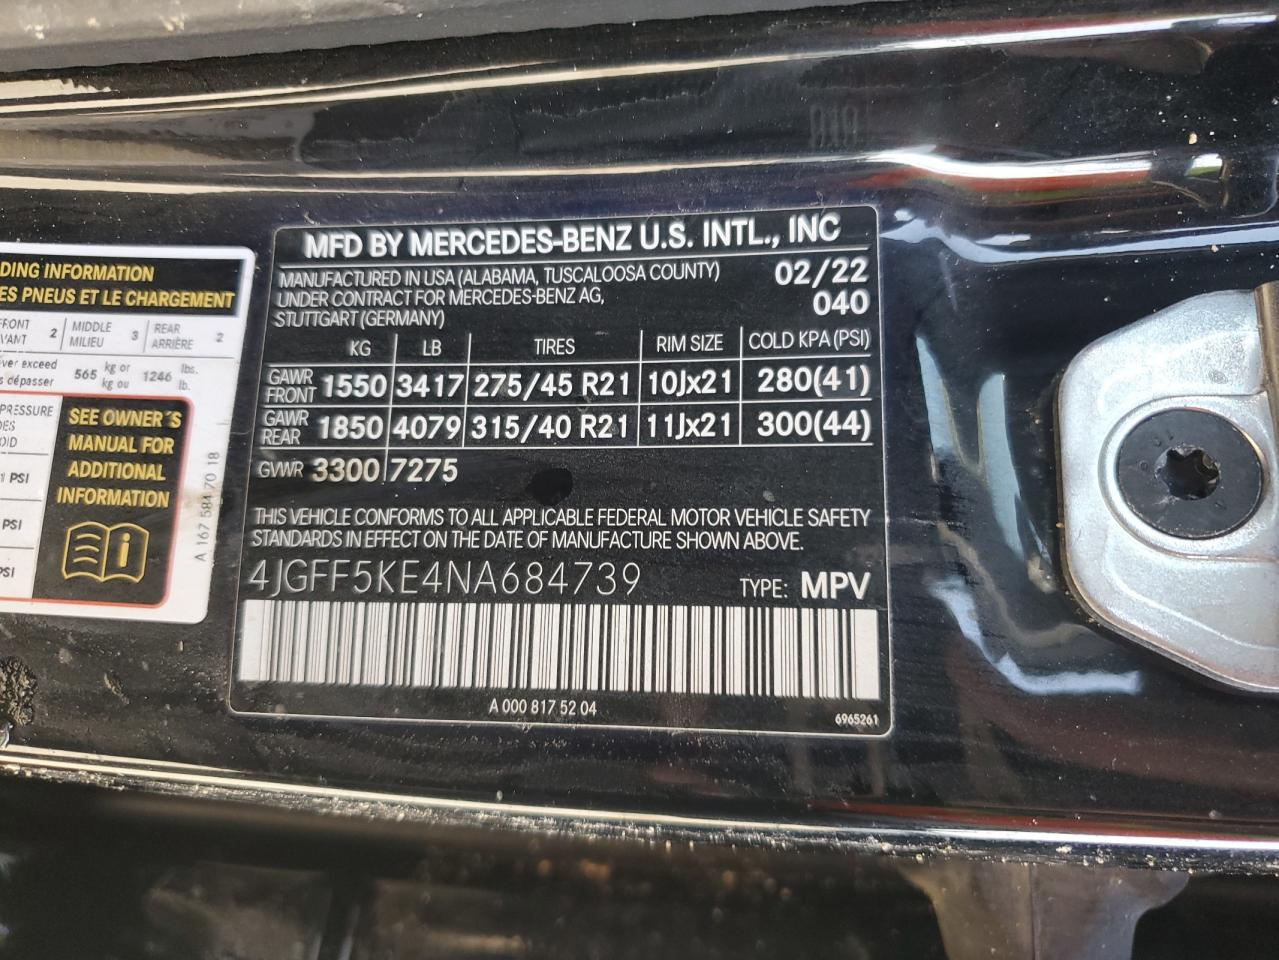 DING INFORMATION
ES PNEUS ET LE CHARGEMENT
FRONT 2 MIDDLE 3 REAR 2
MILIEU ARRIÈRE
ver exceed 565 kg or 1246 lbs.
dépasser kg ou lb.
PRESSURE
SEE OWNER´S
MANUAL FOR
ADDITIONAL
INFORMATION
PSI
PSI
PSI
A 167 584 70 18
MFD BY MERCEDES-BENZ U.S. INTL., INC
MANUFACTURED IN USA (ALABAMA, TUSCALOOSA COUNTY) 02/22
UNDER CONTRACT FOR MERCEDES-BENZ AG, 040
STUTTGART (GERMANY)
KG LB TIRES RIM SIZE COLD KPA (PSI)
GAWR FRONT 1550 3417 275/45 R21 10Jx21 280(41)
GAWR REAR 1850 4079 315/40 R21 11Jx21 300(44)
GVWR 3300 7275
THIS VEHICLE CONFORMS TO ALL APPLICABLE FEDERAL MOTOR VEHICLE SAFETY
STANDARDS IN EFFECT ON THE DATE OF MANUFACTURE SHOWN ABOVE.
4JGFF5KE4NA684739 TYPE: MPV
A 000 817 52 04
6965261